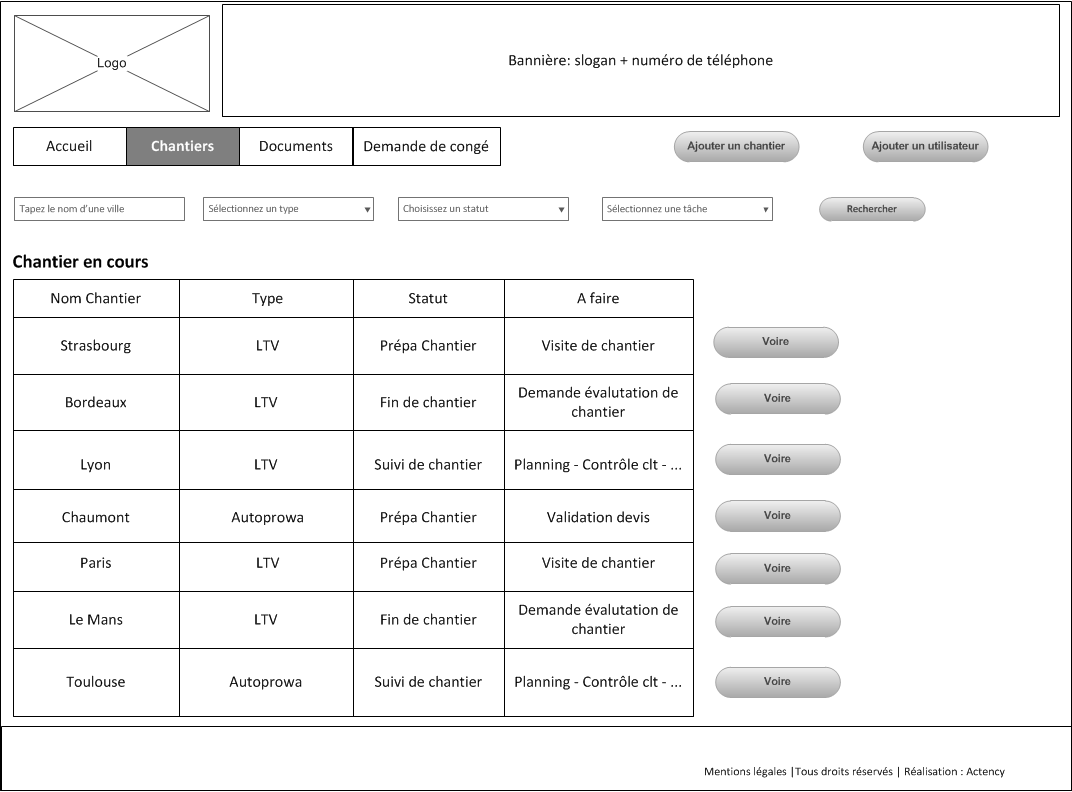 Logo
Bannière: slogan + numéro de téléphone
Accueil
Chantiers
Documents
Demande de congé
Ajouter un chantier
Ajouter un utilisateur
Tapez le nom d'une ville
Sélectionnez un type
Choisissez un statut
Sélectionnez une tâche
Rechercher
Chantier en cours
Nom Chantier
Type
Statut
A faire
Strasbourg
LTV
Prépa Chantier
Visite de chantier
Voire
Bordeaux
LTV
Fin de chantier
Demande évalutation de
chantier
Voire
Lyon
LTV
Suivi de chantier
Planning - Contrôle clt - ...
Voire
Chaumont
Autoprowa
Prépa Chantier
Validation devis
Voire
Paris
LTV
Prépa Chantier
Visite de chantier
Voire
Le Mans
LTV
Fin de chantier
Demande évalutation de
chantier
Voire
Toulouse
Autoprowa
Suivi de chantier
Planning - Contrôle clt - ...
Voire
Mentions légales |Tous droits réservés | Réalisation : Actency